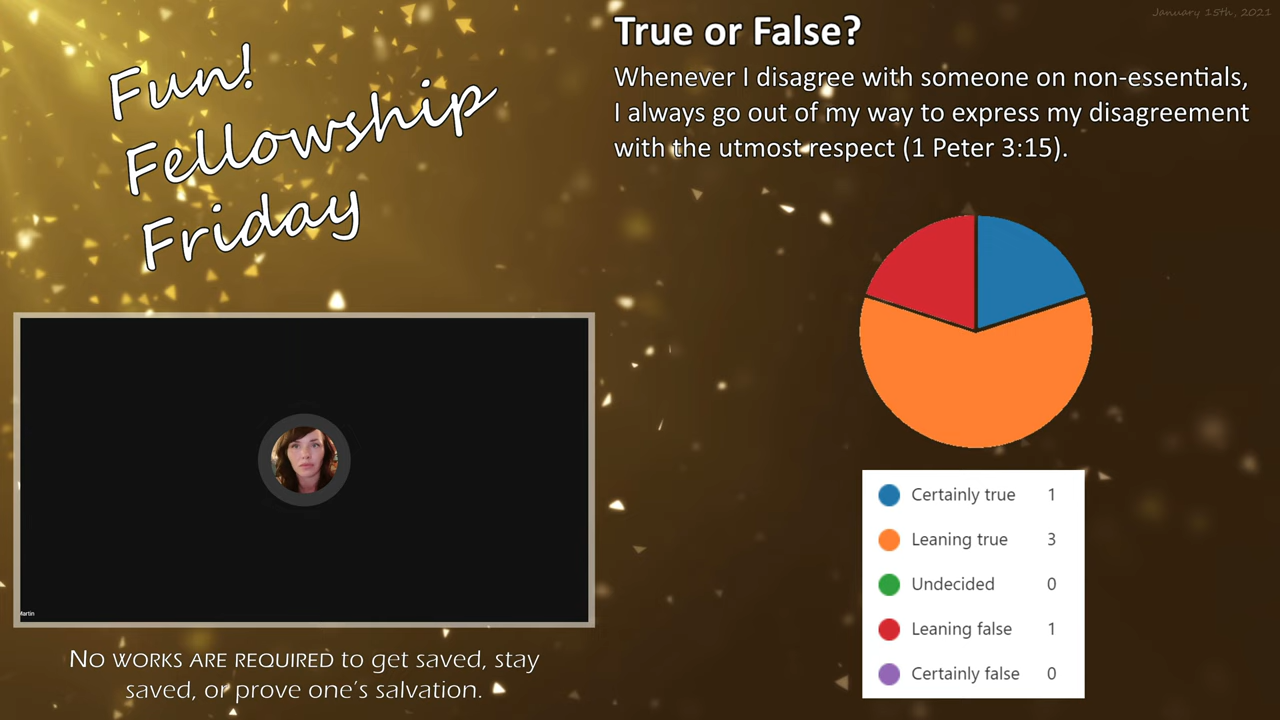 January 15th, 2021
Fun!
Fellowship
Friday
True or False?
Whenever I disagree with someone on non-essentials,
I always go out of my way to express my disagreement
with the utmost respect (1 Peter 3:15).
Certainly true 1
Leaning true 3
Undecided 0
Leaning false 1
Certainly false 0
Martin
No works are required to get saved, stay
saved, or prove one's salvation.